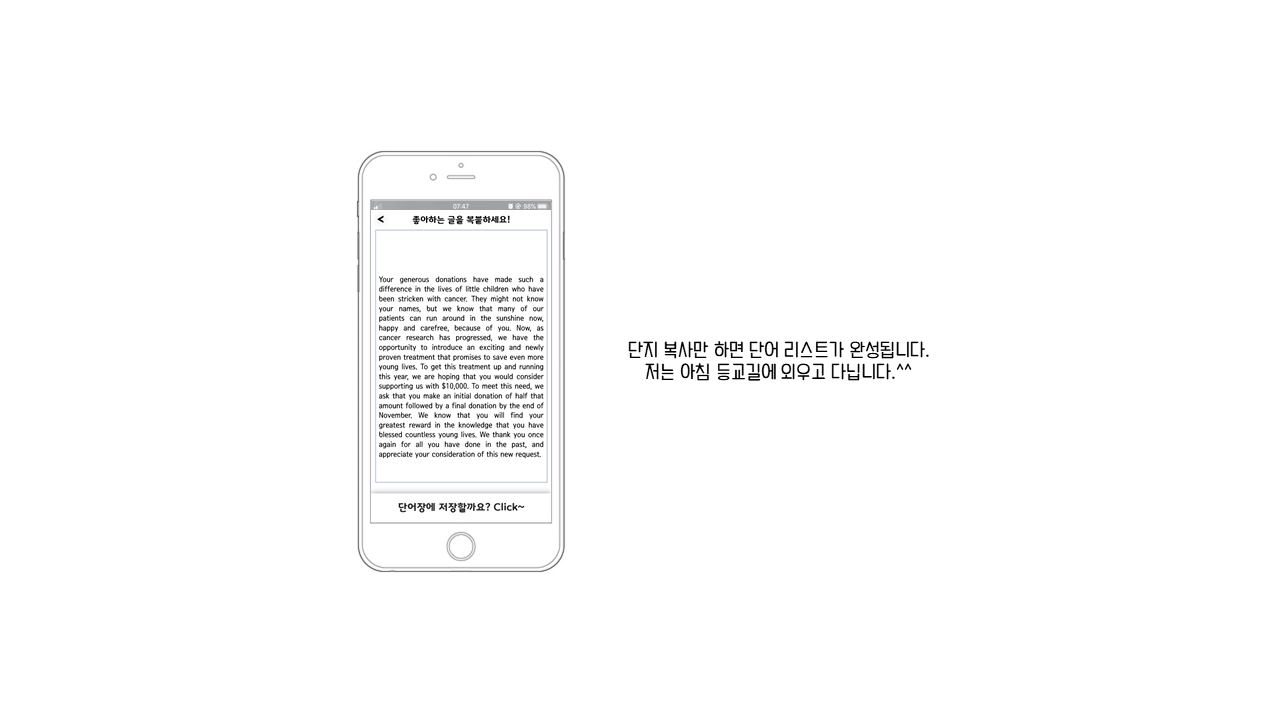 07:47 98%
< 좋아하는 글을 복붙하세요!
Your generous donations have made such a
difference in the lives of little children who have
been stricken with cancer. They might not know
your names, but we know that many of our
patients can run around in the sunshine now,
happy and carefree, because of you. Now, as
cancer research has progressed, we have the
opportunity to introduce an exciting and newly
proven treatment that promises to save even more
young lives. To get this treatment up and running
this year, we are hoping that you would consider
supporting us with $10,000. To meet this need, we
ask that you make an initial donation of half that
amount followed by a final donation by the end of
November. We know that you will find your
greatest reward in the knowledge that you have
blessed countless young lives. We thank you once
again for all you have done in the past, and
appreciate your consideration of this new request.
단어장에 저장할까요? Click~
단지 복사만 하면 단어 리스트가 완성됩니다.
저는 아침 등교길에 외우고 다닙니다.^^